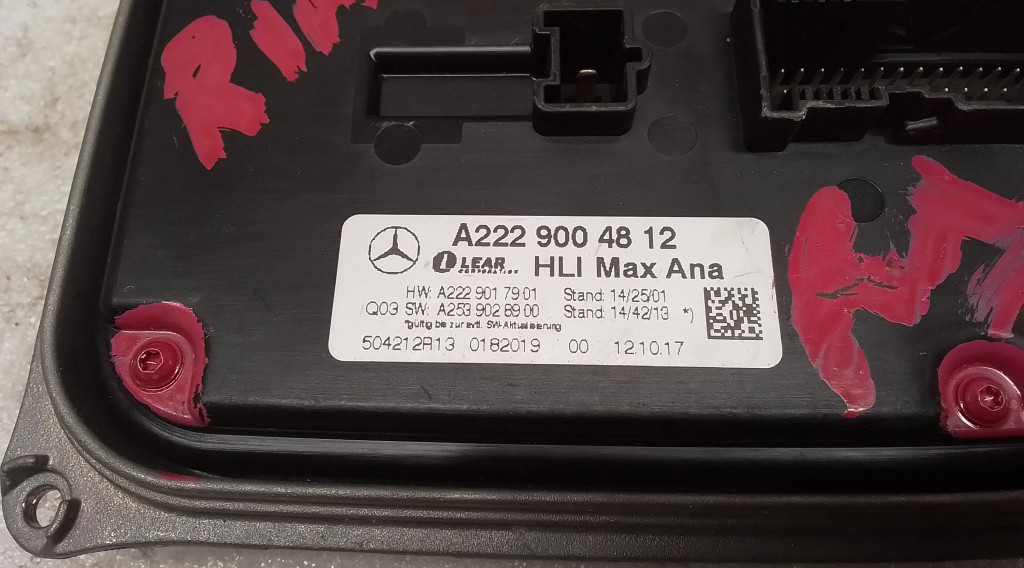 A222 900 48 12
LEAR CORPORATION HLI Max Ana
HW: A222 901 79 01 Stand: 14/25/01
(Q03 SW: A253 902 89 00 Stand: 14/42/13 *)
*gültig bis zur evtl. SW-Aktualisierung
504212R13 0182019 00 12.10.17